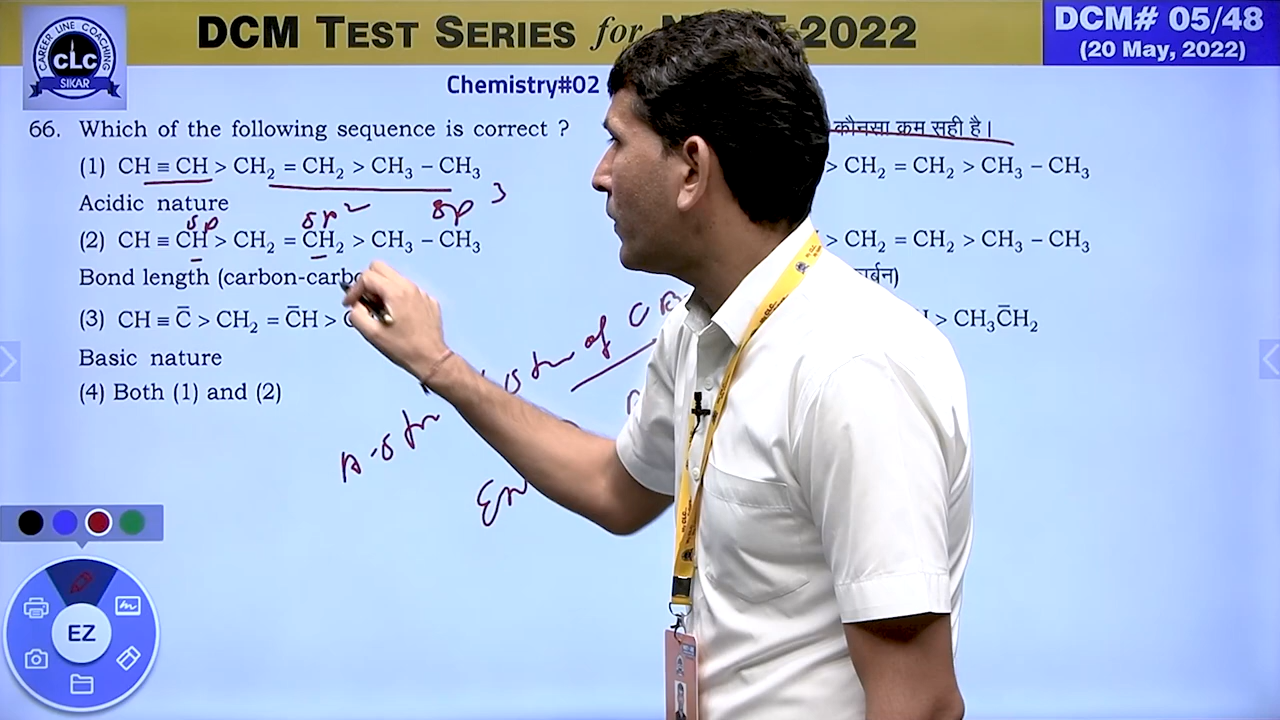 CAREER LINE COACHING
CLC
SIKAR
DCM TEST SERIES for 2022
DCM# 05/48
(20 May, 2022)
Chemistry#02
66. Which of the following sequence is correct ?
कौनसा क्रम सही है।
(1) CH ≡ CH > CH₂ = CH₂ > CH₃ − CH₃
> CH₂ = CH₂ > CH₃ − CH₃
Acidic nature
sp sp² sp³
(2) CH ≡ CH > CH₂ = CH₂ > CH₃ − CH₃
> CH₂ = CH₂ > CH₃ − CH₃
Bond length (carbon-carbo
(3) CH ≡ C̄ > CH₂ = C̄H >
> CH₃C̄H₂
Basic nature
(4) Both (1) and (2)
of CB
EZ